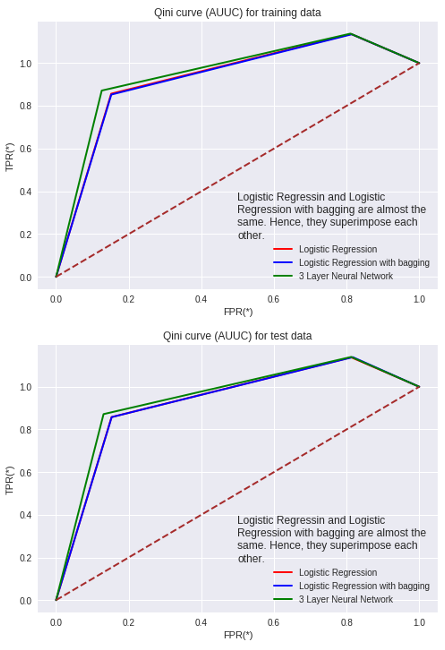 Qini curve (AUUC) for training data
1.0
0.8
0.6
0.4
0.2
0.0
TPR(*)
Logistic Regressin and Logistic
Regression with bagging are almost the
same. Hence, they superimpose each
other.
Logistic Regression
Logistic Regression with bagging
3 Layer Neural Network
0.0 0.2 0.4 0.6 0.8 1.0
FPR(*)
Qini curve (AUUC) for test data
1.0
0.8
0.6
0.4
0.2
0.0
TPR(*)
Logistic Regressin and Logistic
Regression with bagging are almost the
same. Hence, they superimpose each
other.
Logistic Regression
Logistic Regression with bagging
3 Layer Neural Network
0.0 0.2 0.4 0.6 0.8 1.0
FPR(*)